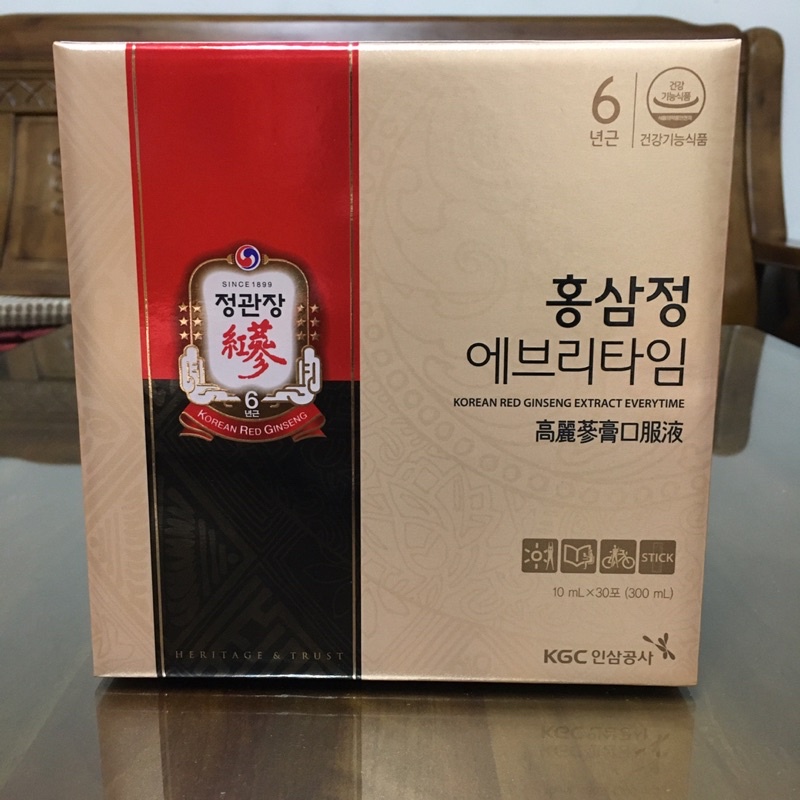 6
년근
건강
기능식품
건강기능식품
SINCE 1899
정관장
紅蔘
6
년근
KOREAN RED GINSENG
홍삼정
에브리타임
KOREAN RED GINSENG EXTRACT EVERYTIME
高麗蔘膏口服液
STICK
10 mL×30포 (300 mL)
HERITAGE & TRUST
KGC 인삼공사